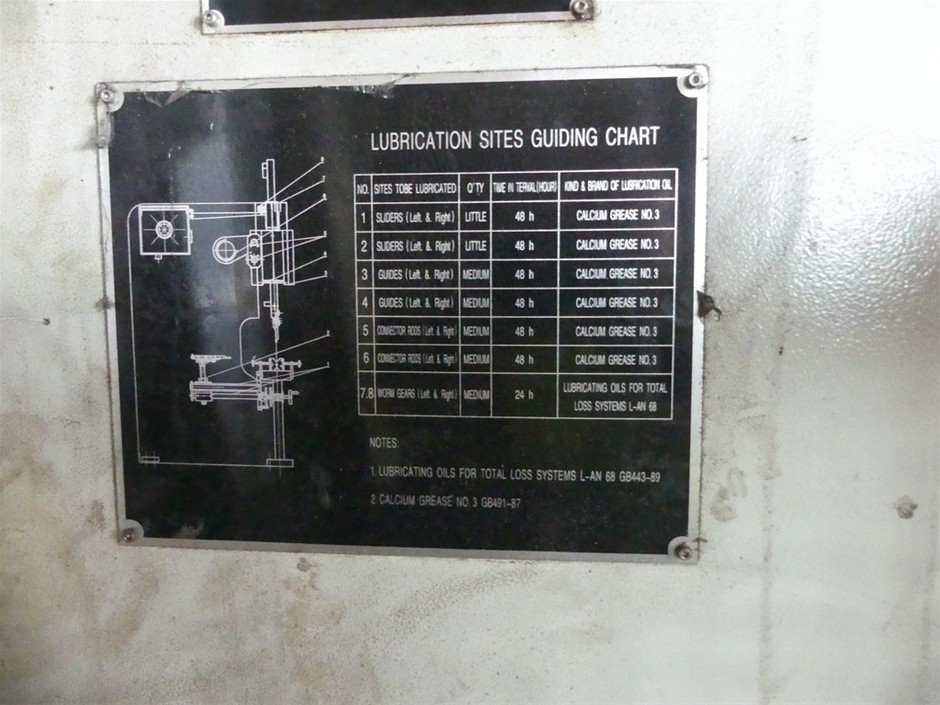 LUBRICATION SITES GUIDING CHART
NO. SITES TOBE LUBRICATED Q'TY TIME IN TERVAL(HOUR) KIND & BRAND OF LUBRICATION OIL
1 SLIDERS (Left & Right) LITTLE 48 h CALCIUM GREASE NO.3
2 SLIDERS (Left & Right) LITTLE 48 h CALCIUM GREASE NO.3
3 GUIDES (Left & Right) MEDIUM 48 h CALCIUM GREASE NO.3
4 GUIDES (Left & Right) MEDIUM 48 h CALCIUM GREASE NO.3
5 CONNECTOR RODS (Left & Right) MEDIUM 48 h CALCIUM GREASE NO.3
6 CONNECTOR RODS (Left & Right) MEDIUM 48 h CALCIUM GREASE NO.3
7.8 WORM GEARS (Left & Right) MEDIUM 24 h LUBRICATING OILS FOR TOTAL
LOSS SYSTEMS L-AN 68
NOTES:
1. LUBRICATING OILS FOR TOTAL LOSS SYSTEMS L-AN 68 GB443-89
2. CALCIUM GREASE NO. 3 GB491-87